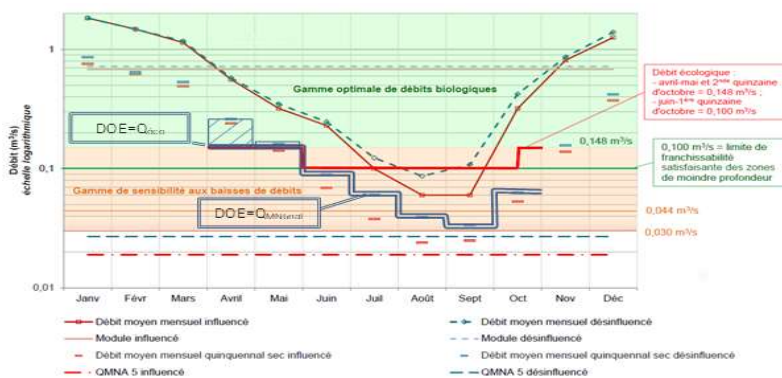 1
0,1
0,01
Débit (m³/s)
échelle logarithmique
Gamme optimale de débits biologiques
DOE=Qéco
Gamme de sensibilité aux baisses de débits
DOE=QMNAnat
0,148 m³/s
Débit écologique :
- avril-mai et 2ème quinzaine
d'octobre = 0,148 m³/s ;
- juin-1ère quinzaine
d'octobre = 0,100 m³/s
0,100 m³/s = limite de
franchissabilité
satisfaisante des zones
de moindre profondeur
0,044 m³/s
0,030 m³/s
Janv Févr Mars Avril Mai Juin Juil Août Sept Oct Nov Déc
Débit moyen mensuel influencé
Débit moyen mensuel désinfluencé
Module influencé
Module désinfluencé
Débit moyen mensuel quinquennal sec influencé
Débit moyen mensuel quinquennal sec désinfluencé
QMNA 5 influencé
QMNA 5 désinfluencé